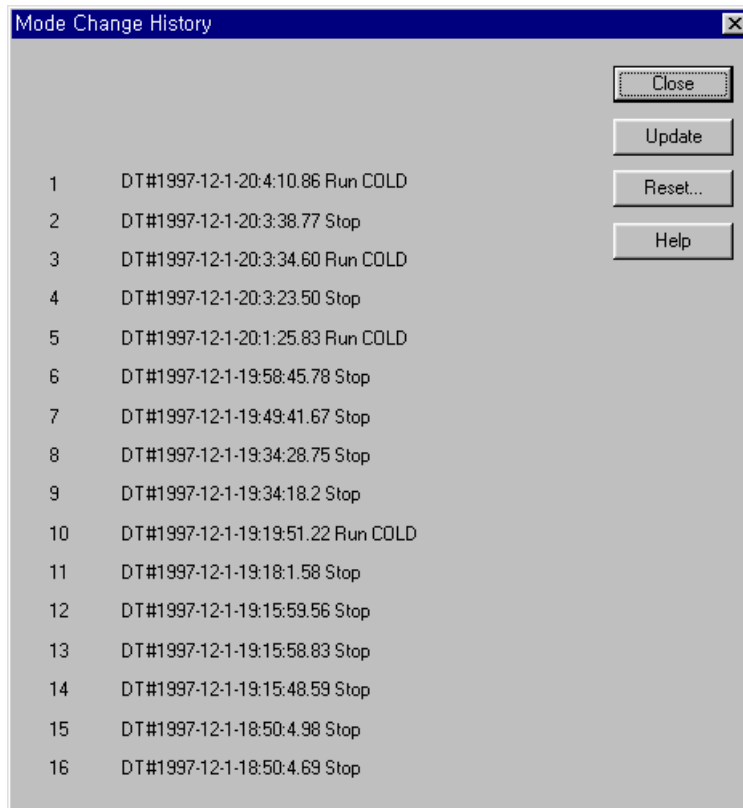 Mode Change History
Close
Update
Reset...
Help
1 DT#1997-12-1-20:4:10.86 Run COLD
2 DT#1997-12-1-20:3:38.77 Stop
3 DT#1997-12-1-20:3:34.60 Run COLD
4 DT#1997-12-1-20:3:23.50 Stop
5 DT#1997-12-1-20:1:25.83 Run COLD
6 DT#1997-12-1-19:58:45.78 Stop
7 DT#1997-12-1-19:49:41.67 Stop
8 DT#1997-12-1-19:34:28.75 Stop
9 DT#1997-12-1-19:34:18.2 Stop
10 DT#1997-12-1-19:19:51.22 Run COLD
11 DT#1997-12-1-19:18:1.58 Stop
12 DT#1997-12-1-19:15:59.56 Stop
13 DT#1997-12-1-19:15:58.83 Stop
14 DT#1997-12-1-19:15:48.59 Stop
15 DT#1997-12-1-18:50:4.98 Stop
16 DT#1997-12-1-18:50:4.69 Stop